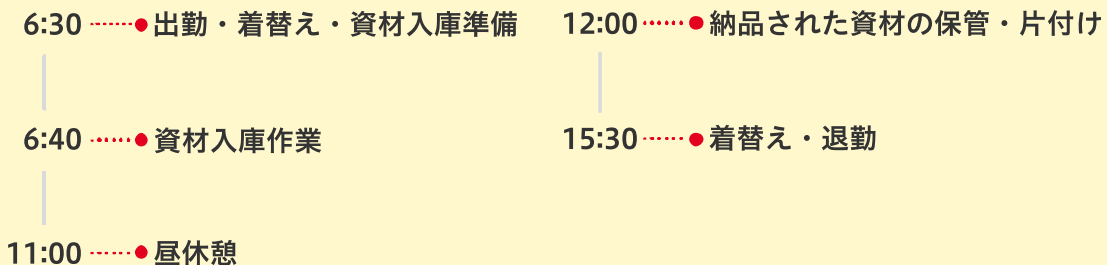 6:30 出勤・着替え・資材入庫準備
6:40 資材入庫作業
11:00 昼休憩
12:00 納品された資材の保管・片付け
15:30 着替え・退勤